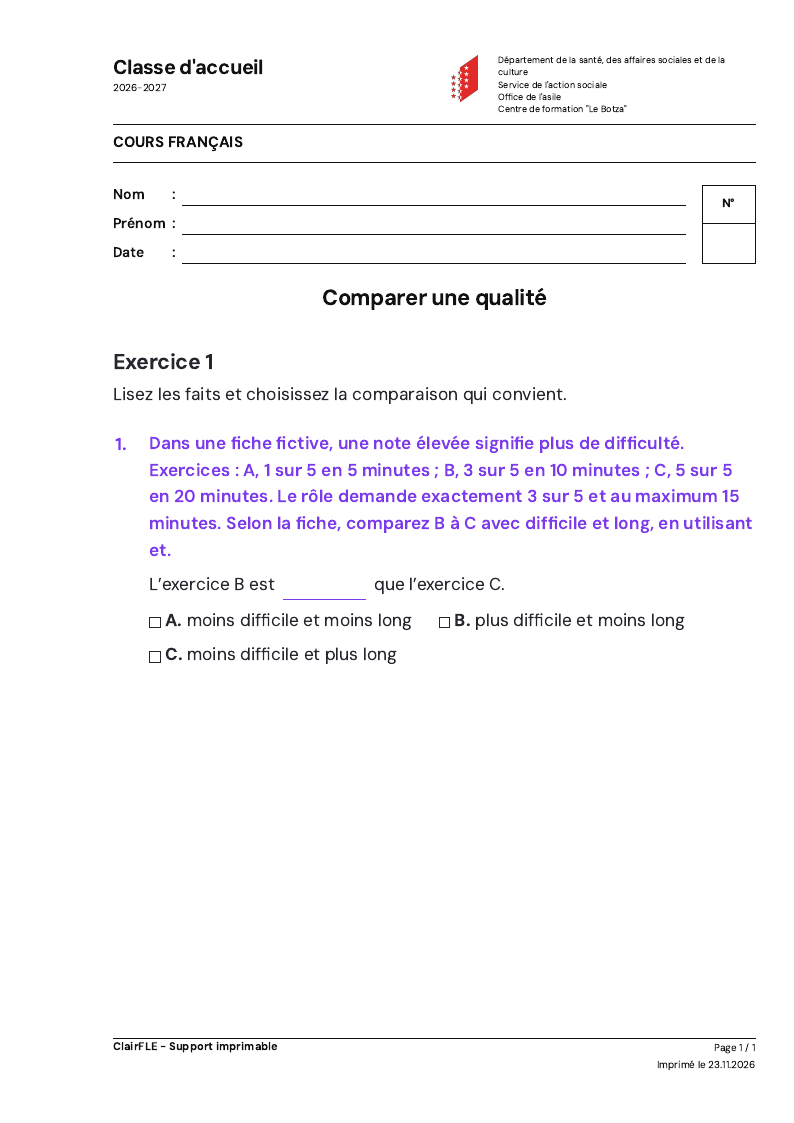 Classe d'accueil
2026-2027
Département de la santé, des affaires sociales et de la
culture
Service de l'action sociale
Office de l'asile
Centre de formation "Le Botza"
COURS FRANÇAIS
Nom :
Prénom :
Date :
N°
Comparer une qualité
Exercice 1
Lisez les faits et choisissez la comparaison qui convient.
1. Dans une fiche fictive, une note élevée signifie plus de difficulté.
Exercices : A, 1 sur 5 en 5 minutes ; B, 3 sur 5 en 10 minutes ; C, 5 sur 5
en 20 minutes. Le rôle demande exactement 3 sur 5 et au maximum 15
minutes. Selon la fiche, comparez B à C avec difficile et long, en utilisant
et.
L’exercice B est ________ que l’exercice C.
□ A. moins difficile et moins long □ B. plus difficile et moins long
□ C. moins difficile et plus long
ClairFLE - Support imprimable
Page 1 / 1
Imprimé le 23.11.2026